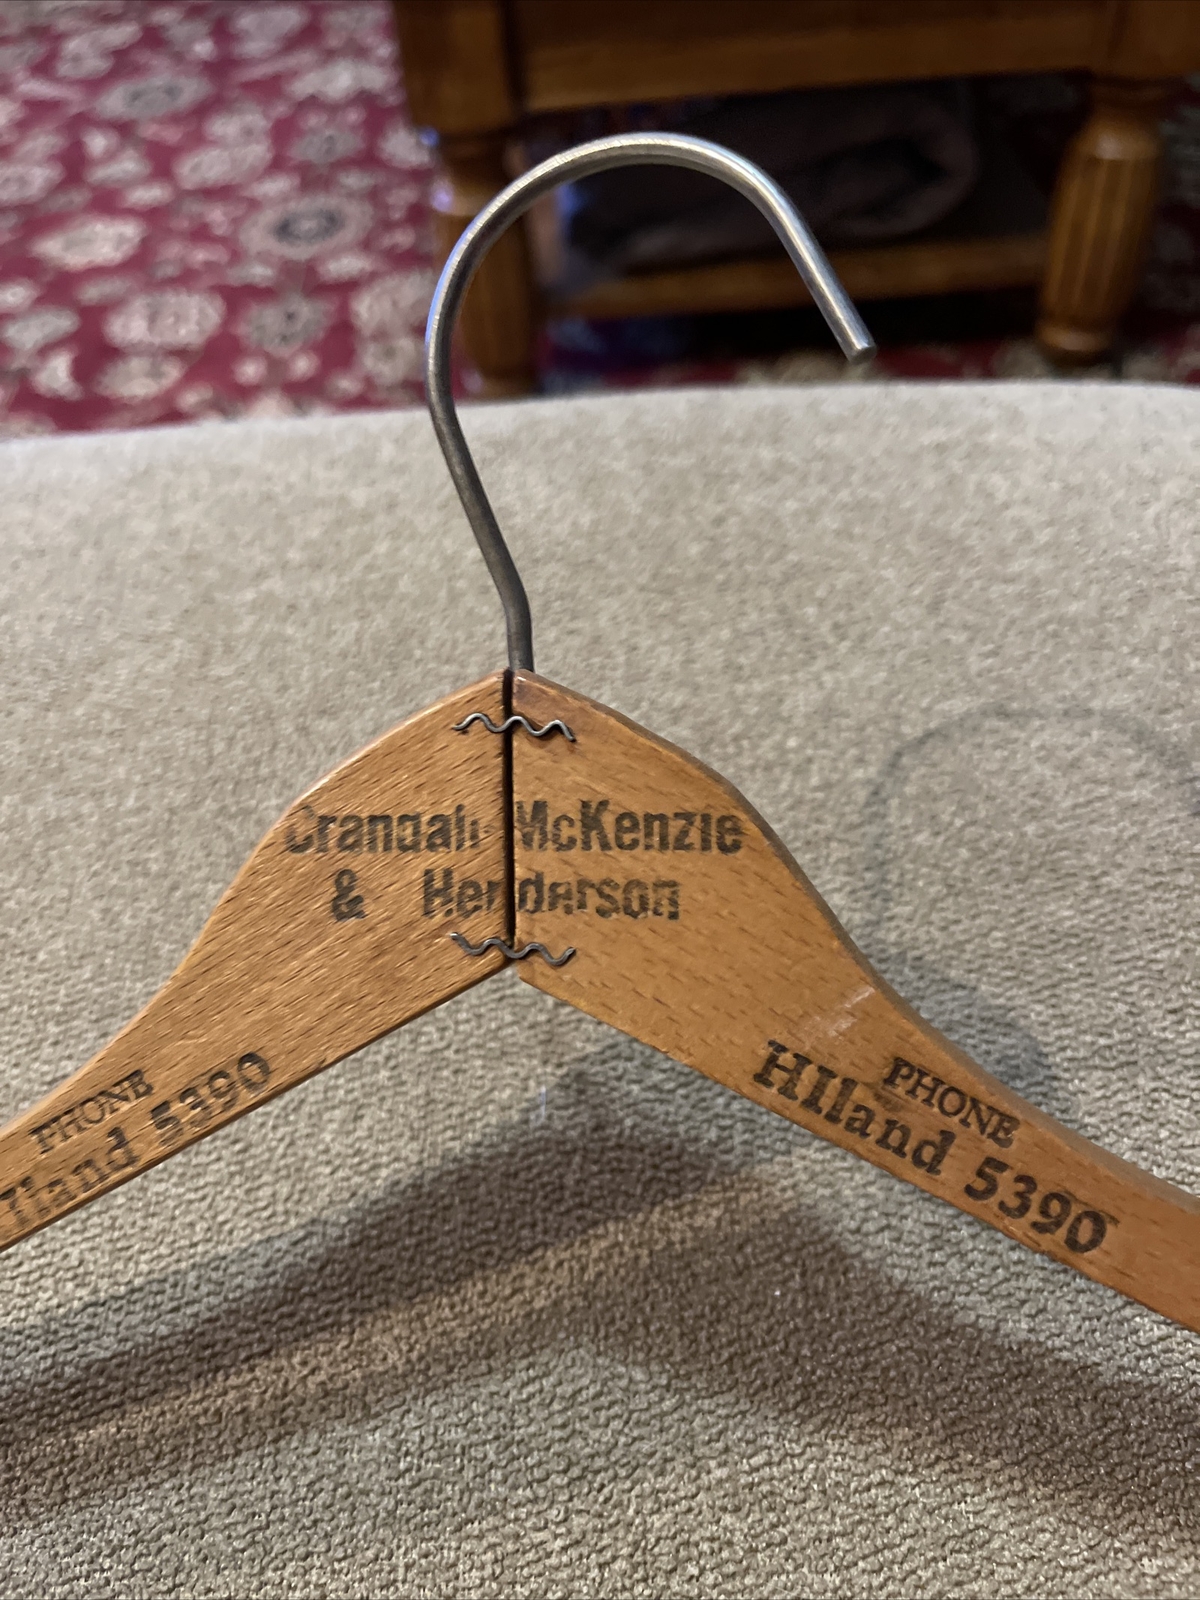 Crandall McKenzie
& Henderson
PHONE
HIland 5390
PHONE
HIland 5390